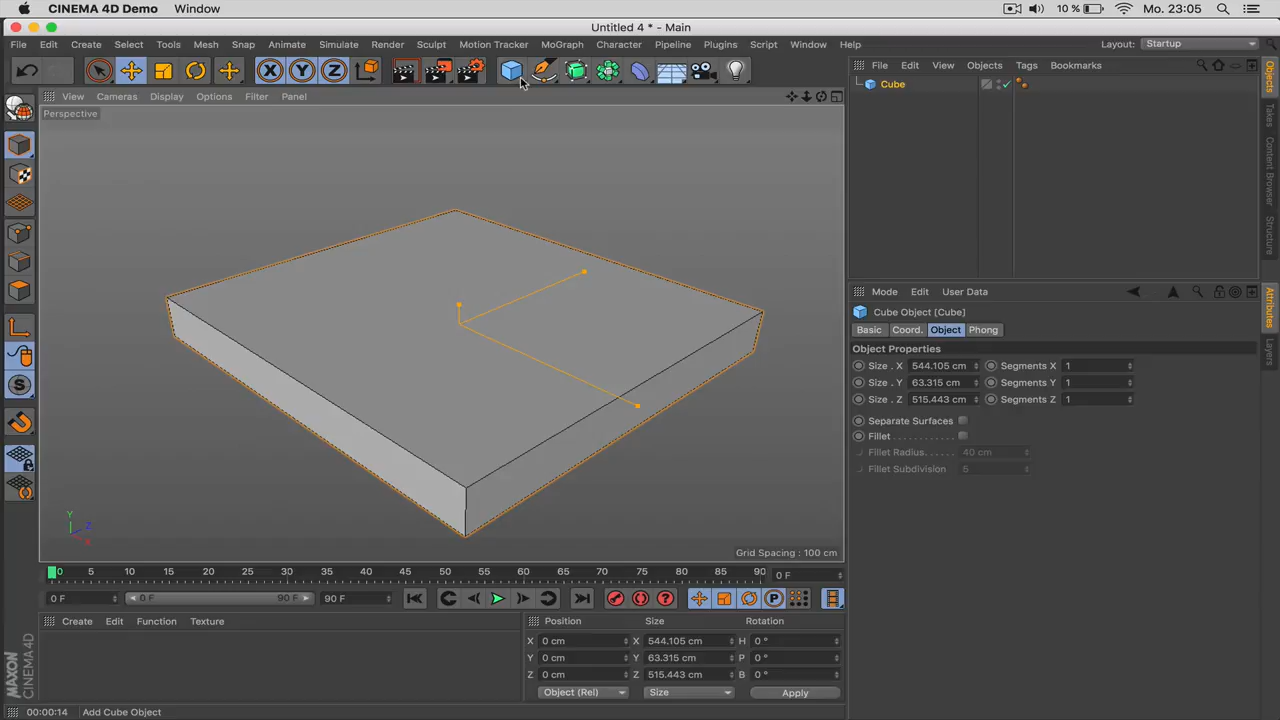 CINEMA 4D Demo Window 10 % Mo. 23:05
Untitled 4 * - Main
File Edit Create Select Tools Mesh Snap Animate Simulate Render Sculpt Motion Tracker MoGraph Character Pipeline Plugins Script Window Help Layout: Startup
X Y Z
File Edit View Objects Tags Bookmarks
Cube
View Cameras Display Options Filter Panel
Perspective
Objects
Takes
Content Browser
Structure
Mode Edit User Data
Cube Object [Cube]
Basic Coord. Object Phong
Object Properties
Size . X 544.105 cm Segments X 1
Size . Y 63.315 cm Segments Y 1
Size . Z 515.443 cm Segments Z 1
Separate Surfaces
Fillet . . . . . . . . . . . .
Fillet Radius. . . . . 40 cm
Fillet Subdivision 5
Attributes
Layers
S
Y
Z
X
Grid Spacing : 100 cm
0 5 10 15 20 25 30 35 40 45 50 55 60 65 70 75 80 85 90 0 F
0 F 0 F 90 F 90 F P
Create Edit Function Texture
Position Size Rotation
X 0 cm X 544.105 cm H 0 °
Y 0 cm Y 63.315 cm P 0 °
Z 0 cm Z 515.443 cm B 0 °
Object (Rel) Size Apply
MAXON
CINEMA 4D
00:00:14 Add Cube Object